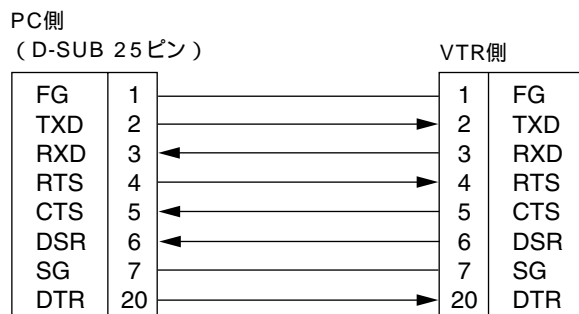 PC側
（D-SUB 25ピン）
VTR側
FG 1 1 FG
TXD 2 2 TXD
RXD 3 3 RXD
RTS 4 4 RTS
CTS 5 5 CTS
DSR 6 6 DSR
SG 7 7 SG
DTR 20 20 DTR